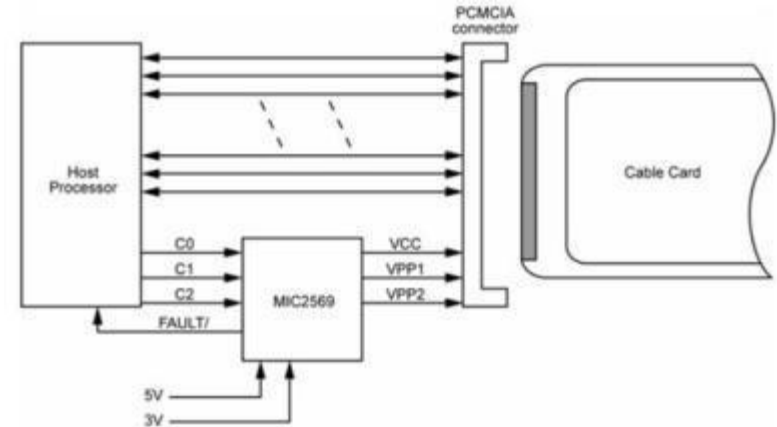 PCMCIA
connector
Host
Processor
Cable Card
C0
C1
C2
FAULT/
MIC2569
VCC
VPP1
VPP2
5V
3V